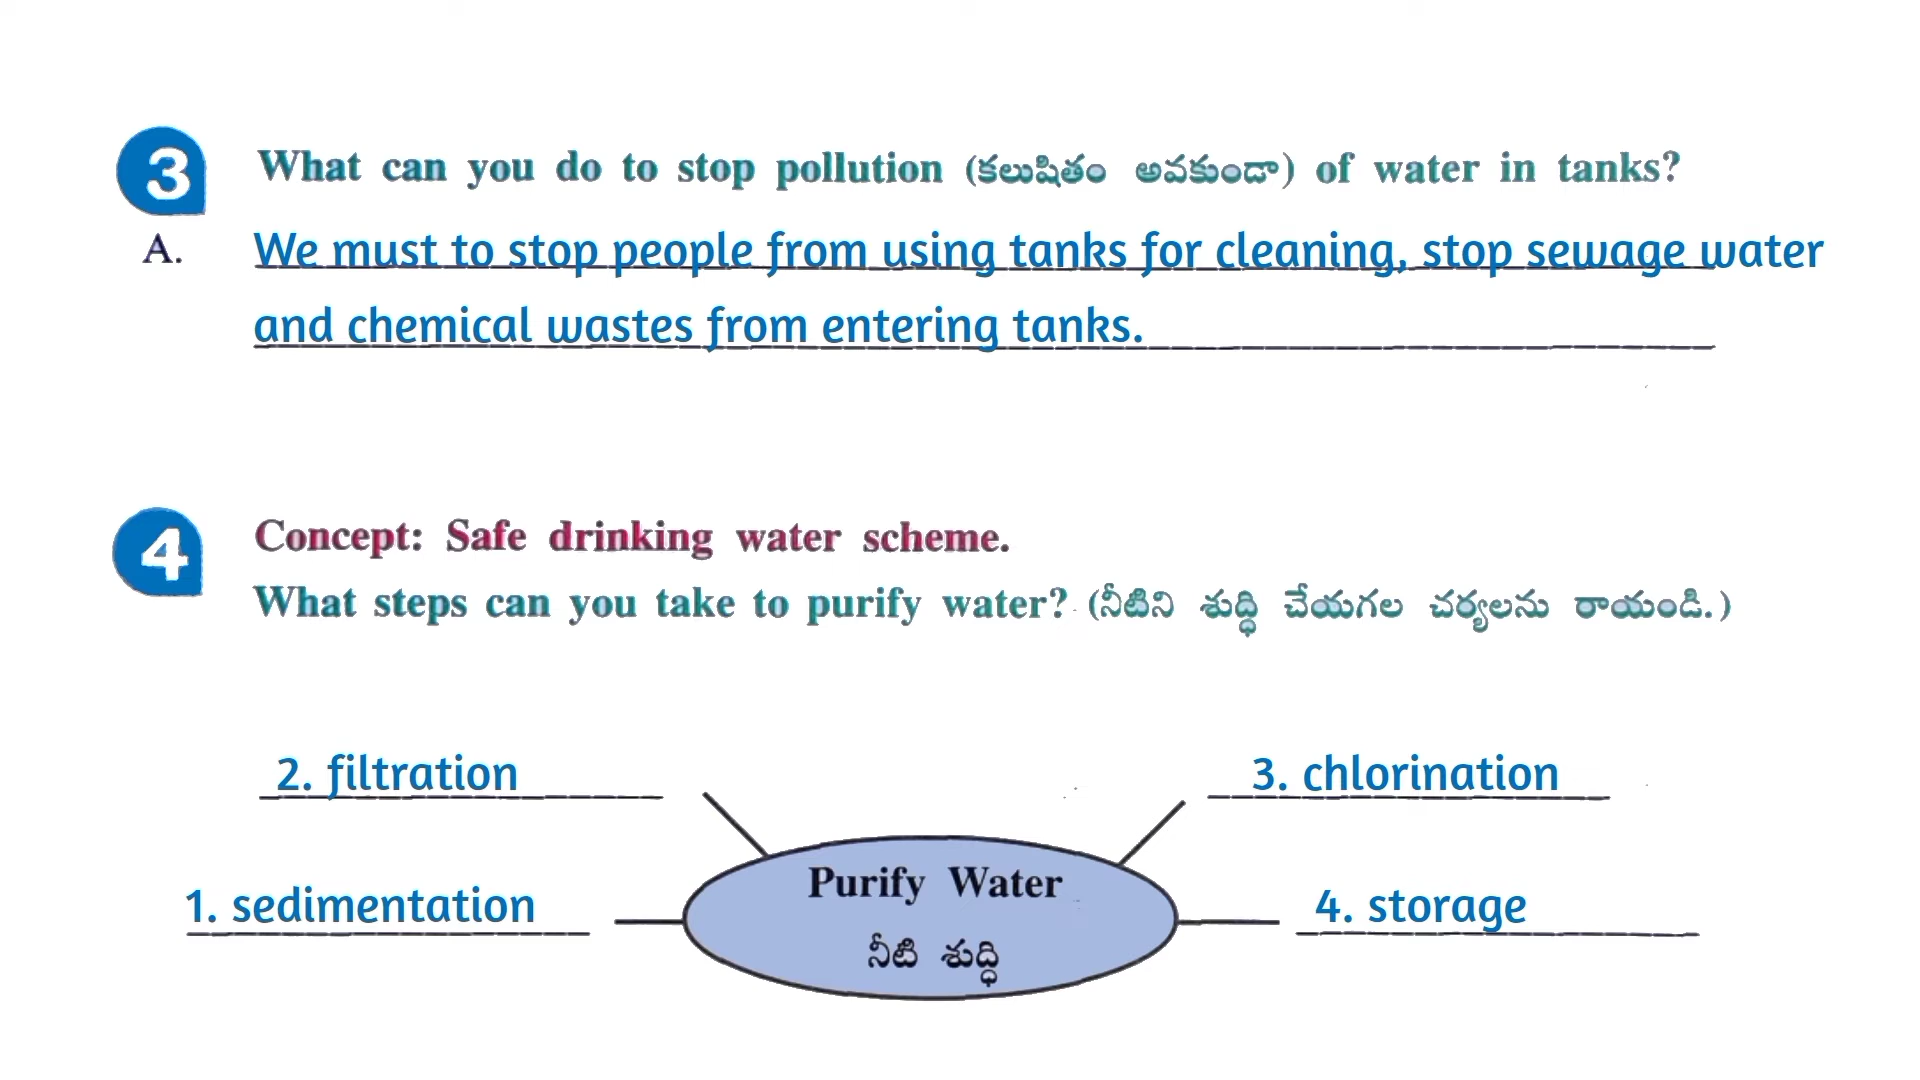 3 What can you do to stop pollution (కలుషితం అవకుండా) of water in tanks?
A. We must to stop people from using tanks for cleaning, stop sewage water
and chemical wastes from entering tanks.
4 Concept: Safe drinking water scheme.
What steps can you take to purify water? (నీటిని శుద్ధి చేయగల చర్యలను రాయండి.)
2. filtration
3. chlorination
Purify Water
1. sedimentation
4. storage
నీటి శుద్ధి